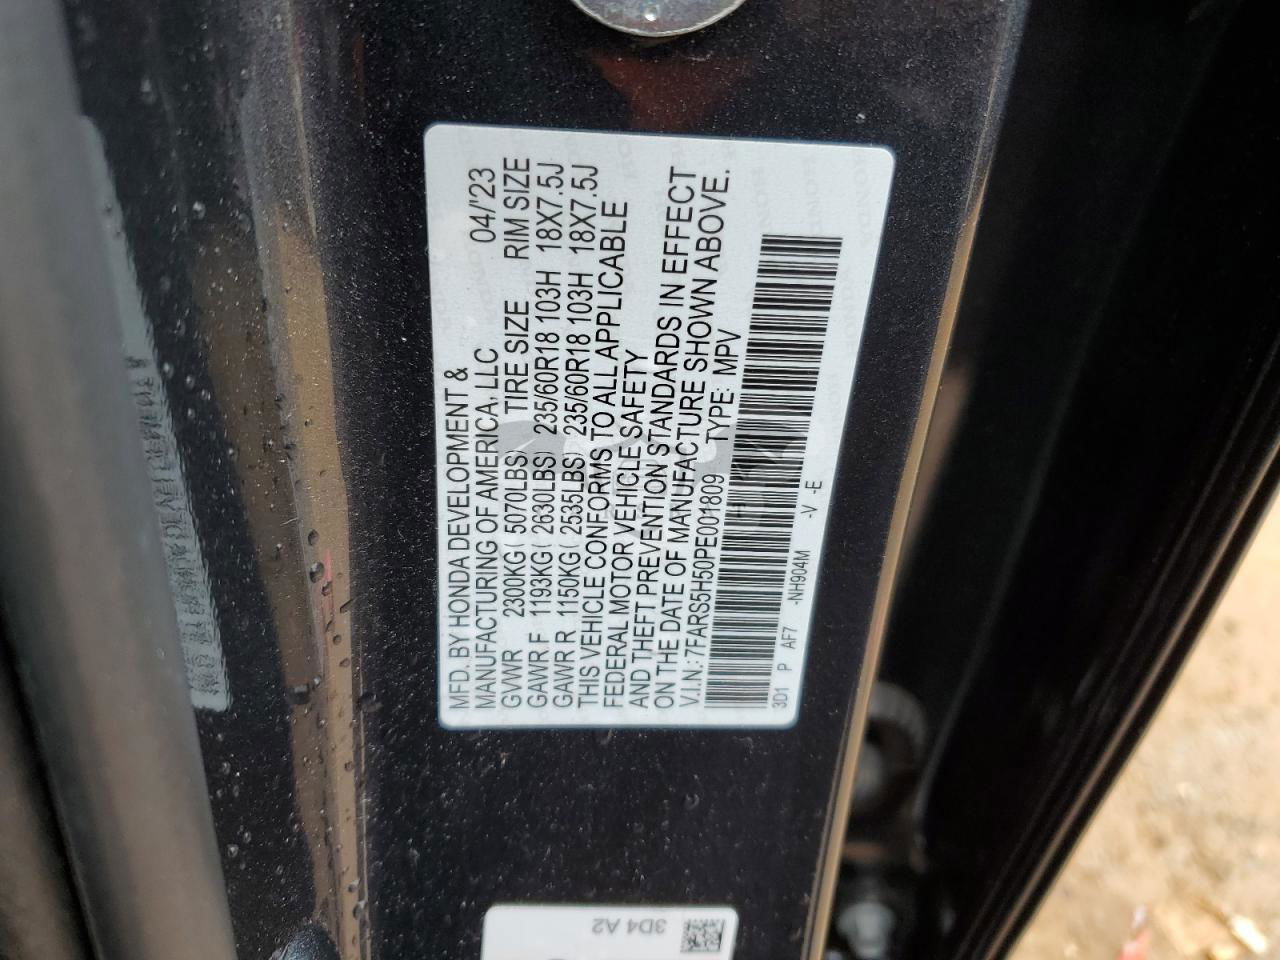 MFD. BY HONDA DEVELOPMENT &
MANUFACTURING OF AMERICA, LLC 04/'23
GVWR 2300KG( 5070LBS) TIRE SIZE RIM SIZE
GAWR F 1193KG( 2630LBS) 235/60R18 103H 18X7.5J
GAWR R 1150KG( 2535LBS) 235/60R18 103H 18X7.5J
THIS VEHICLE CONFORMS TO ALL APPLICABLE
FEDERAL MOTOR VEHICLE SAFETY
AND THEFT PREVENTION STANDARDS IN EFFECT
ON THE DATE OF MANUFACTURE SHOWN ABOVE.
V.I.N.: 7FARS5H50PE001809 TYPE: MPV
3D1 P AF7 -NH904M -V -E
3D4 A2